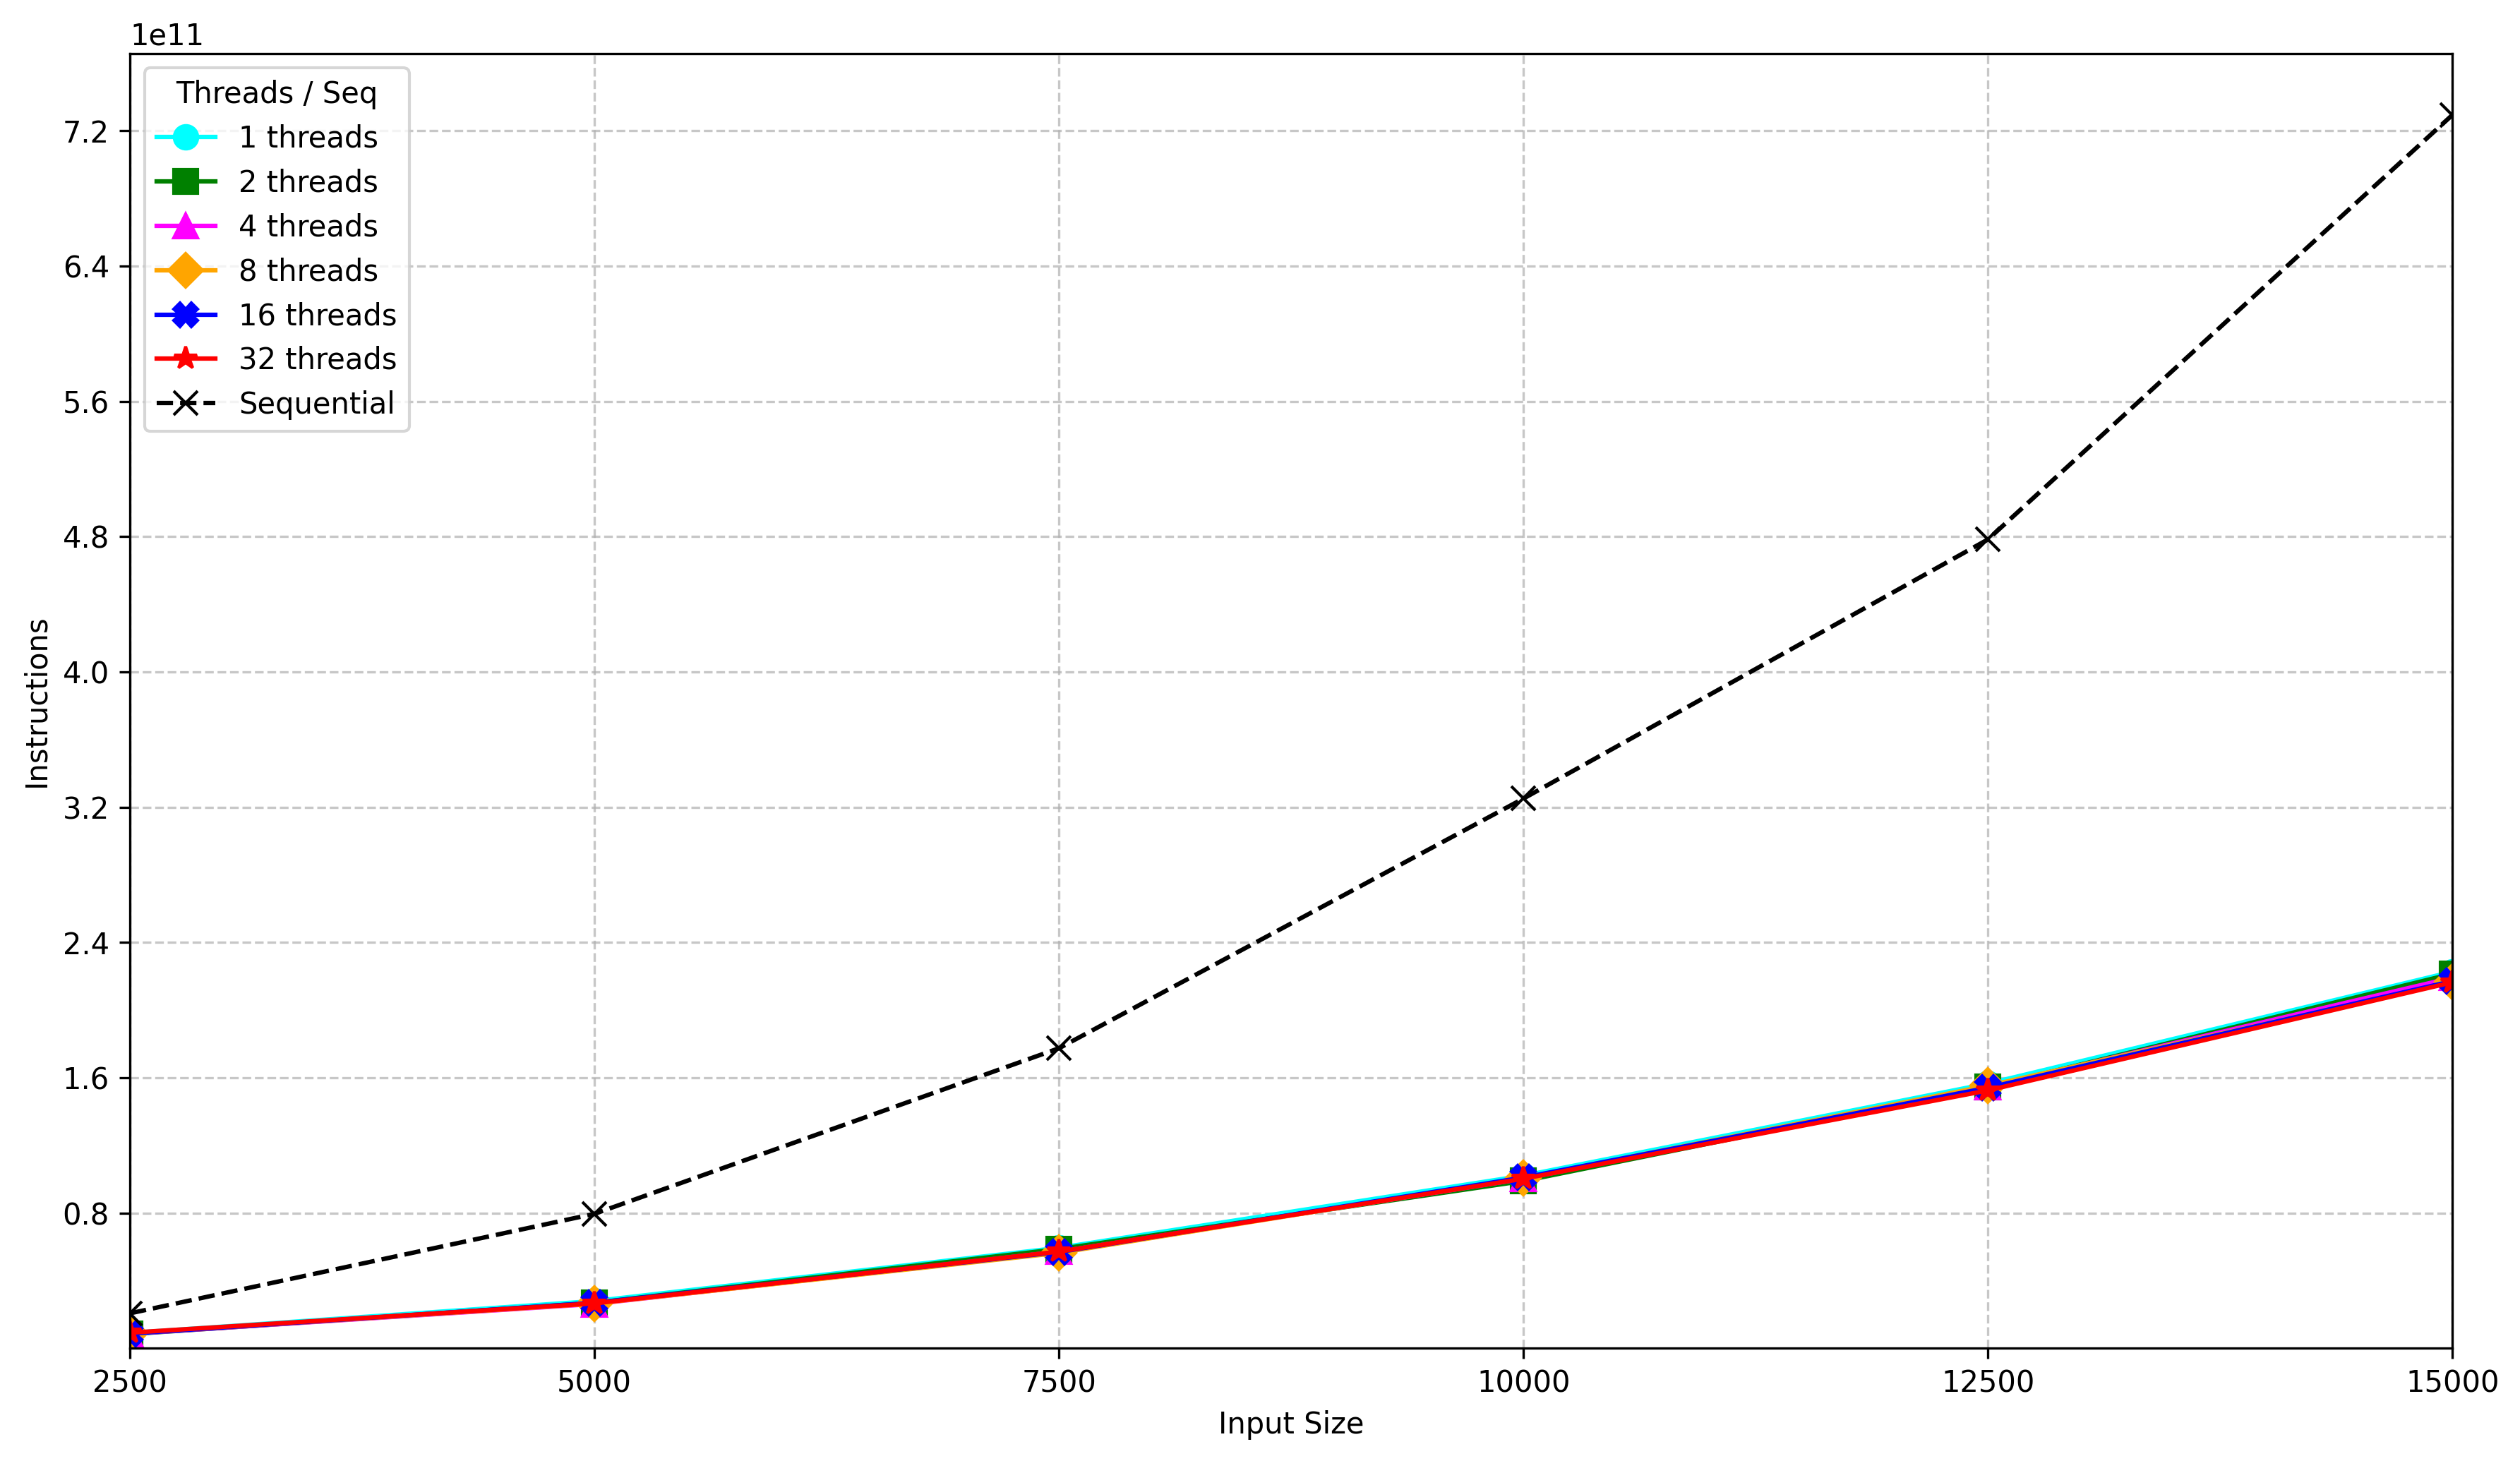 1e11
Threads / Seq
1 threads
2 threads
4 threads
8 threads
16 threads
32 threads
Sequential
7.2
6.4
5.6
4.8
4.0
3.2
2.4
1.6
0.8
Instructions
2500 5000 7500 10000 12500 15000
Input Size